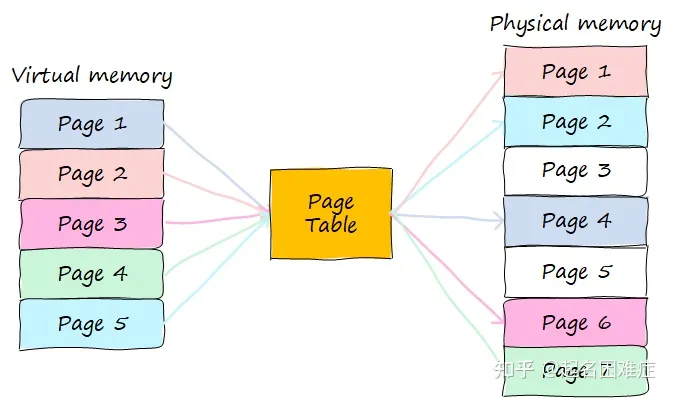 Virtual memory
Page 1
Page 2
Page 3
Page 4
Page 5
Page
Table
Physical memory
Page 1
Page 2
Page 3
Page 4
Page 5
Page 6
Page 7
知乎 @起名困难症